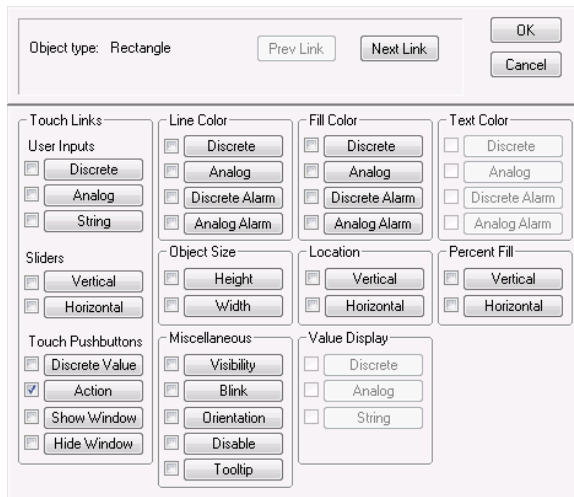 Object type: Rectangle
Prev Link
Next Link
OK
Cancel
Touch Links
User Inputs
Discrete
Analog
String
Sliders
Vertical
Horizontal
Touch Pushbuttons
Discrete Value
Action
Show Window
Hide Window
Line Color
Discrete
Analog
Discrete Alarm
Analog Alarm
Object Size
Height
Width
Miscellaneous
Visibility
Blink
Orientation
Disable
Tooltip
Fill Color
Discrete
Analog
Discrete Alarm
Analog Alarm
Location
Vertical
Horizontal
Value Display
Discrete
Analog
String
Text Color
Discrete
Analog
Discrete Alarm
Analog Alarm
Percent Fill
Vertical
Horizontal